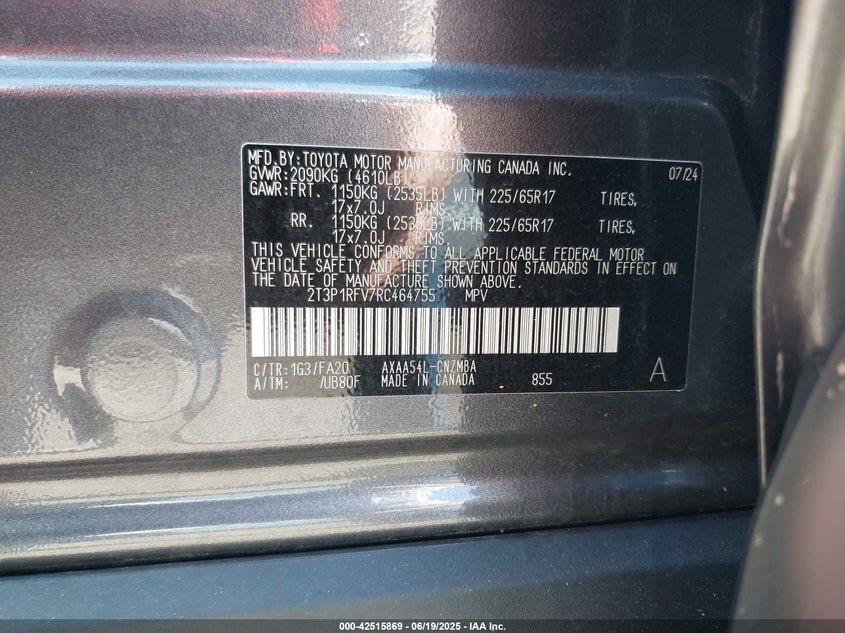 MFD.BY:TOYOTA MOTOR MANUFACTURING CANADA INC. 07/24
GVWR:2090KG (4610LB)
GAWR:FRT. 1150KG (2535LB) WITH 225/65R17 TIRES,
17x7.0J RIMS,
RR. 1150KG (2535LB) WITH 225/65R17 TIRES,
17x7.0J RIMS,
THIS VEHICLE CONFORMS TO ALL APPLICABLE FEDERAL MOTOR
VEHICLE SAFETY AND THEFT PREVENTION STANDARDS IN EFFECT ON
THE DATE OF MANUFACTURE SHOWN ABOVE.
2T3P1RFV7RC464755 MPV
C/TR:1G3/FA20 AXAA54L-CNZMBA
A/TM: /UB80F MADE IN CANADA 855 A
000-42515869 | 06/19/2025 | IAA Inc.